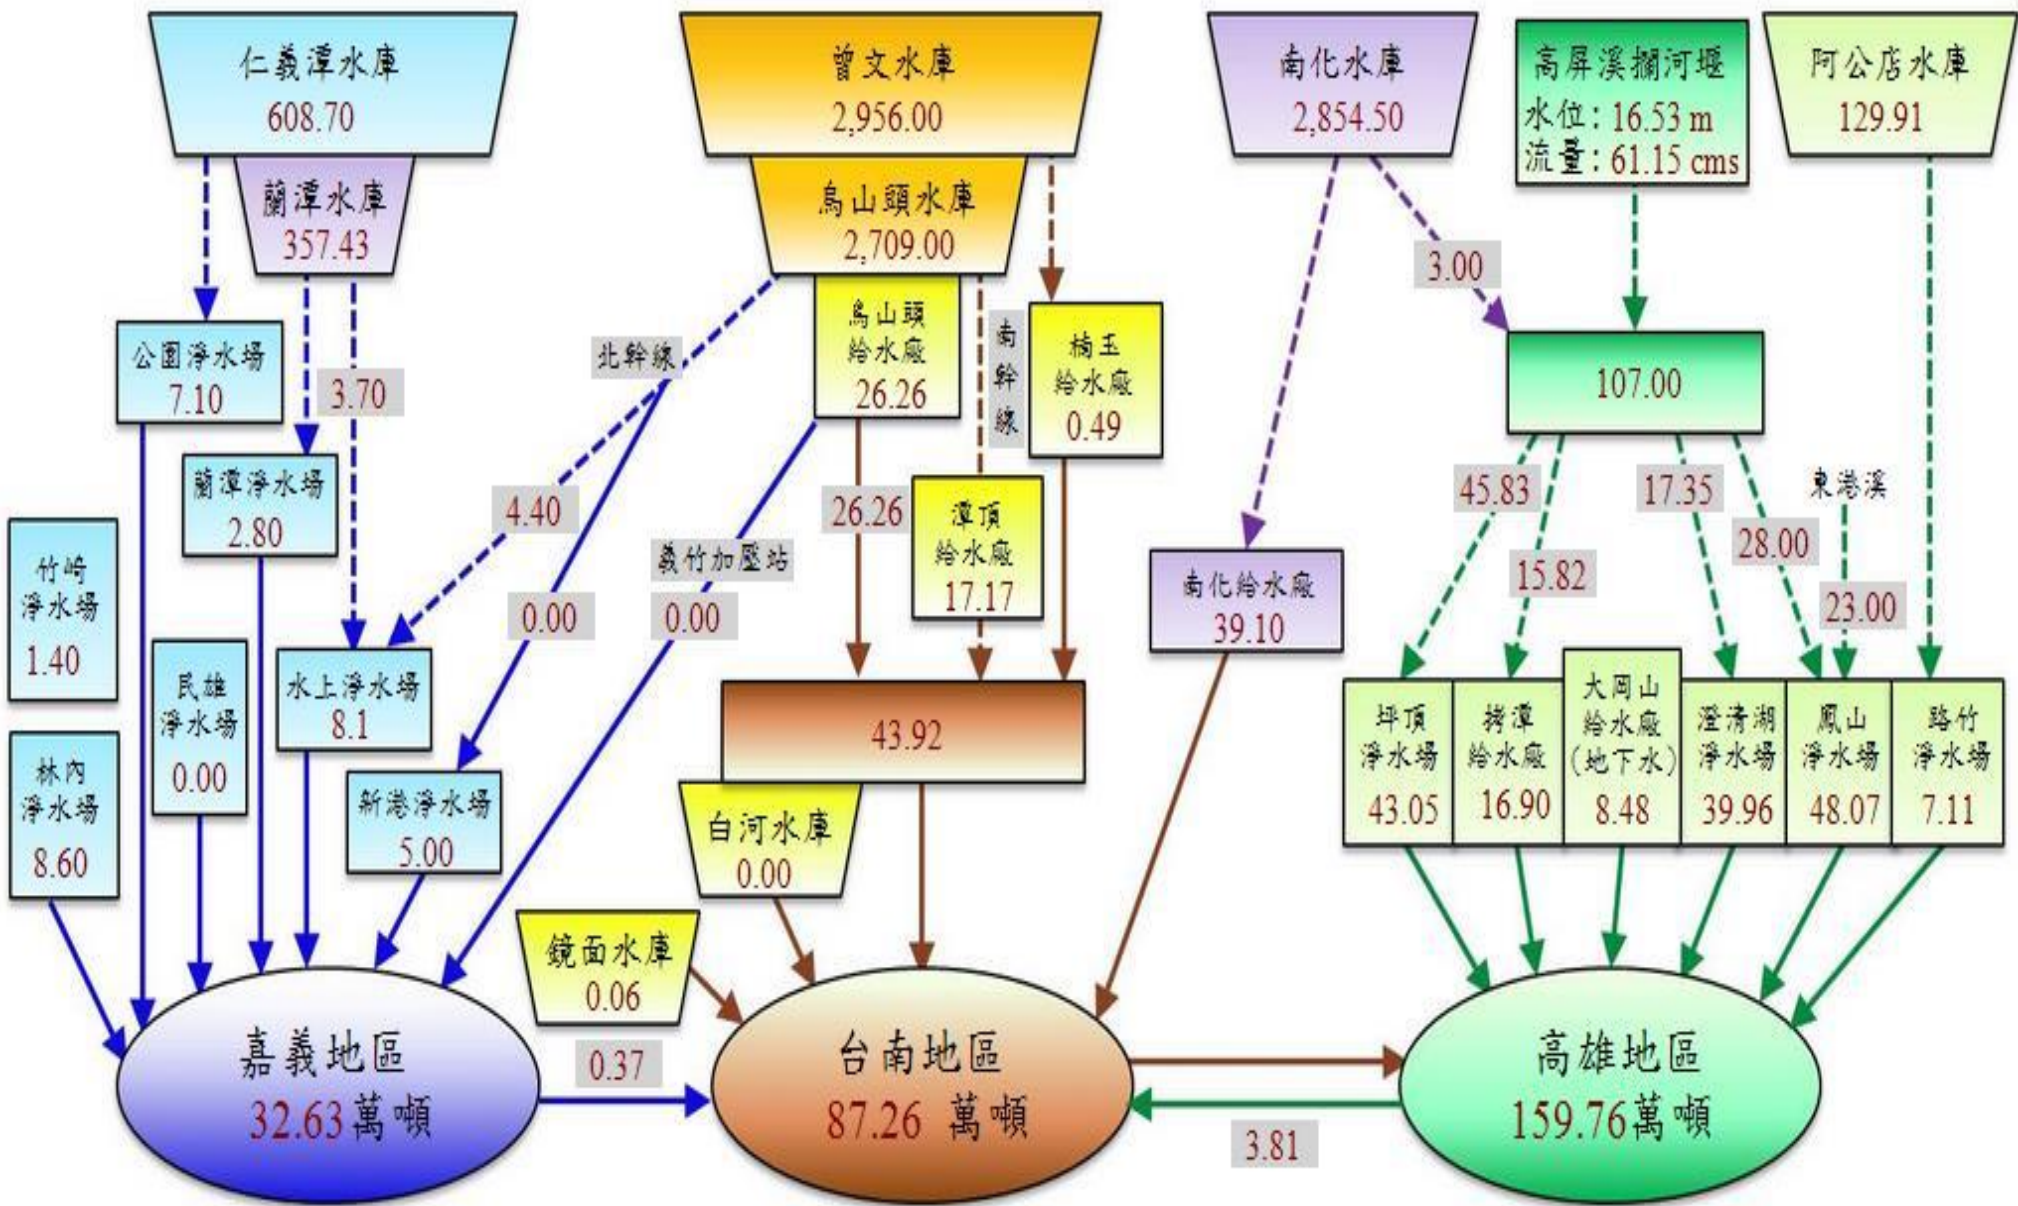 仁義潭水庫
608.70
曾文水庫
2,956.00
南化水庫
2,854.50
高屏溪攔河堰
水位：16.53 m
流量：61.15 cms
阿公店水庫
129.91
蘭潭水庫
357.43
烏山頭水庫
2,709.00
3.00
公園淨水場
7.10
3.70
北幹線
烏山頭
給水廠
26.26
南
幹
線
楠玉
給水廠
0.49
107.00
蘭潭淨水場
2.80
4.40
26.26
潭頂
給水廠
17.17
45.83
17.35
東港溪
15.82
28.00
23.00
竹崎
淨水場
1.40
民雄
淨水場
0.00
水上淨水場
8.1
0.00
義竹加壓站
0.00
南化給水廠
39.10
林內
淨水場
8.60
新港淨水場
5.00
43.92
坪頂
淨水場
43.05
拷潭
給水廠
16.90
大岡山
給水廠
(地下水)
8.48
澄清湖
淨水場
39.96
鳳山
淨水場
48.07
路竹
淨水場
7.11
白河水庫
0.00
鏡面水庫
0.06
嘉義地區
32.63萬噸
0.37
台南地區
87.26 萬噸
3.81
高雄地區
159.76萬噸